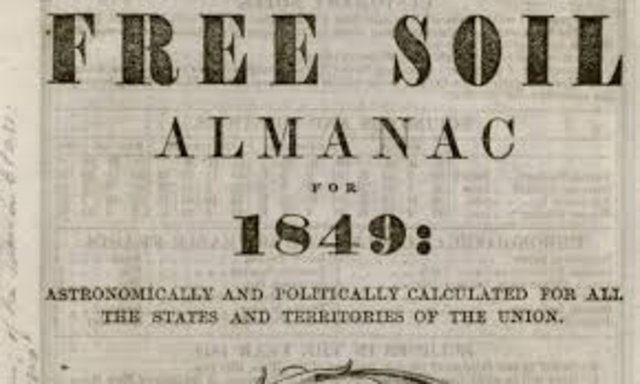 FREE SOIL
ALMANAC
FOR
1849:
ASTRONOMICALLY AND POLITICALLY CALCULATED FOR ALL
THE STATES AND TERRITORIES OF THE UNION.